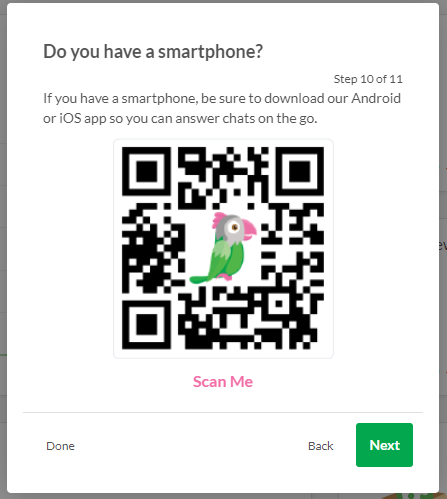 Do you have a smartphone?
Step 10 of 11
If you have a smartphone, be sure to download our Android
or iOS app so you can answer chats on the go.
Scan Me
Done
Back
Next